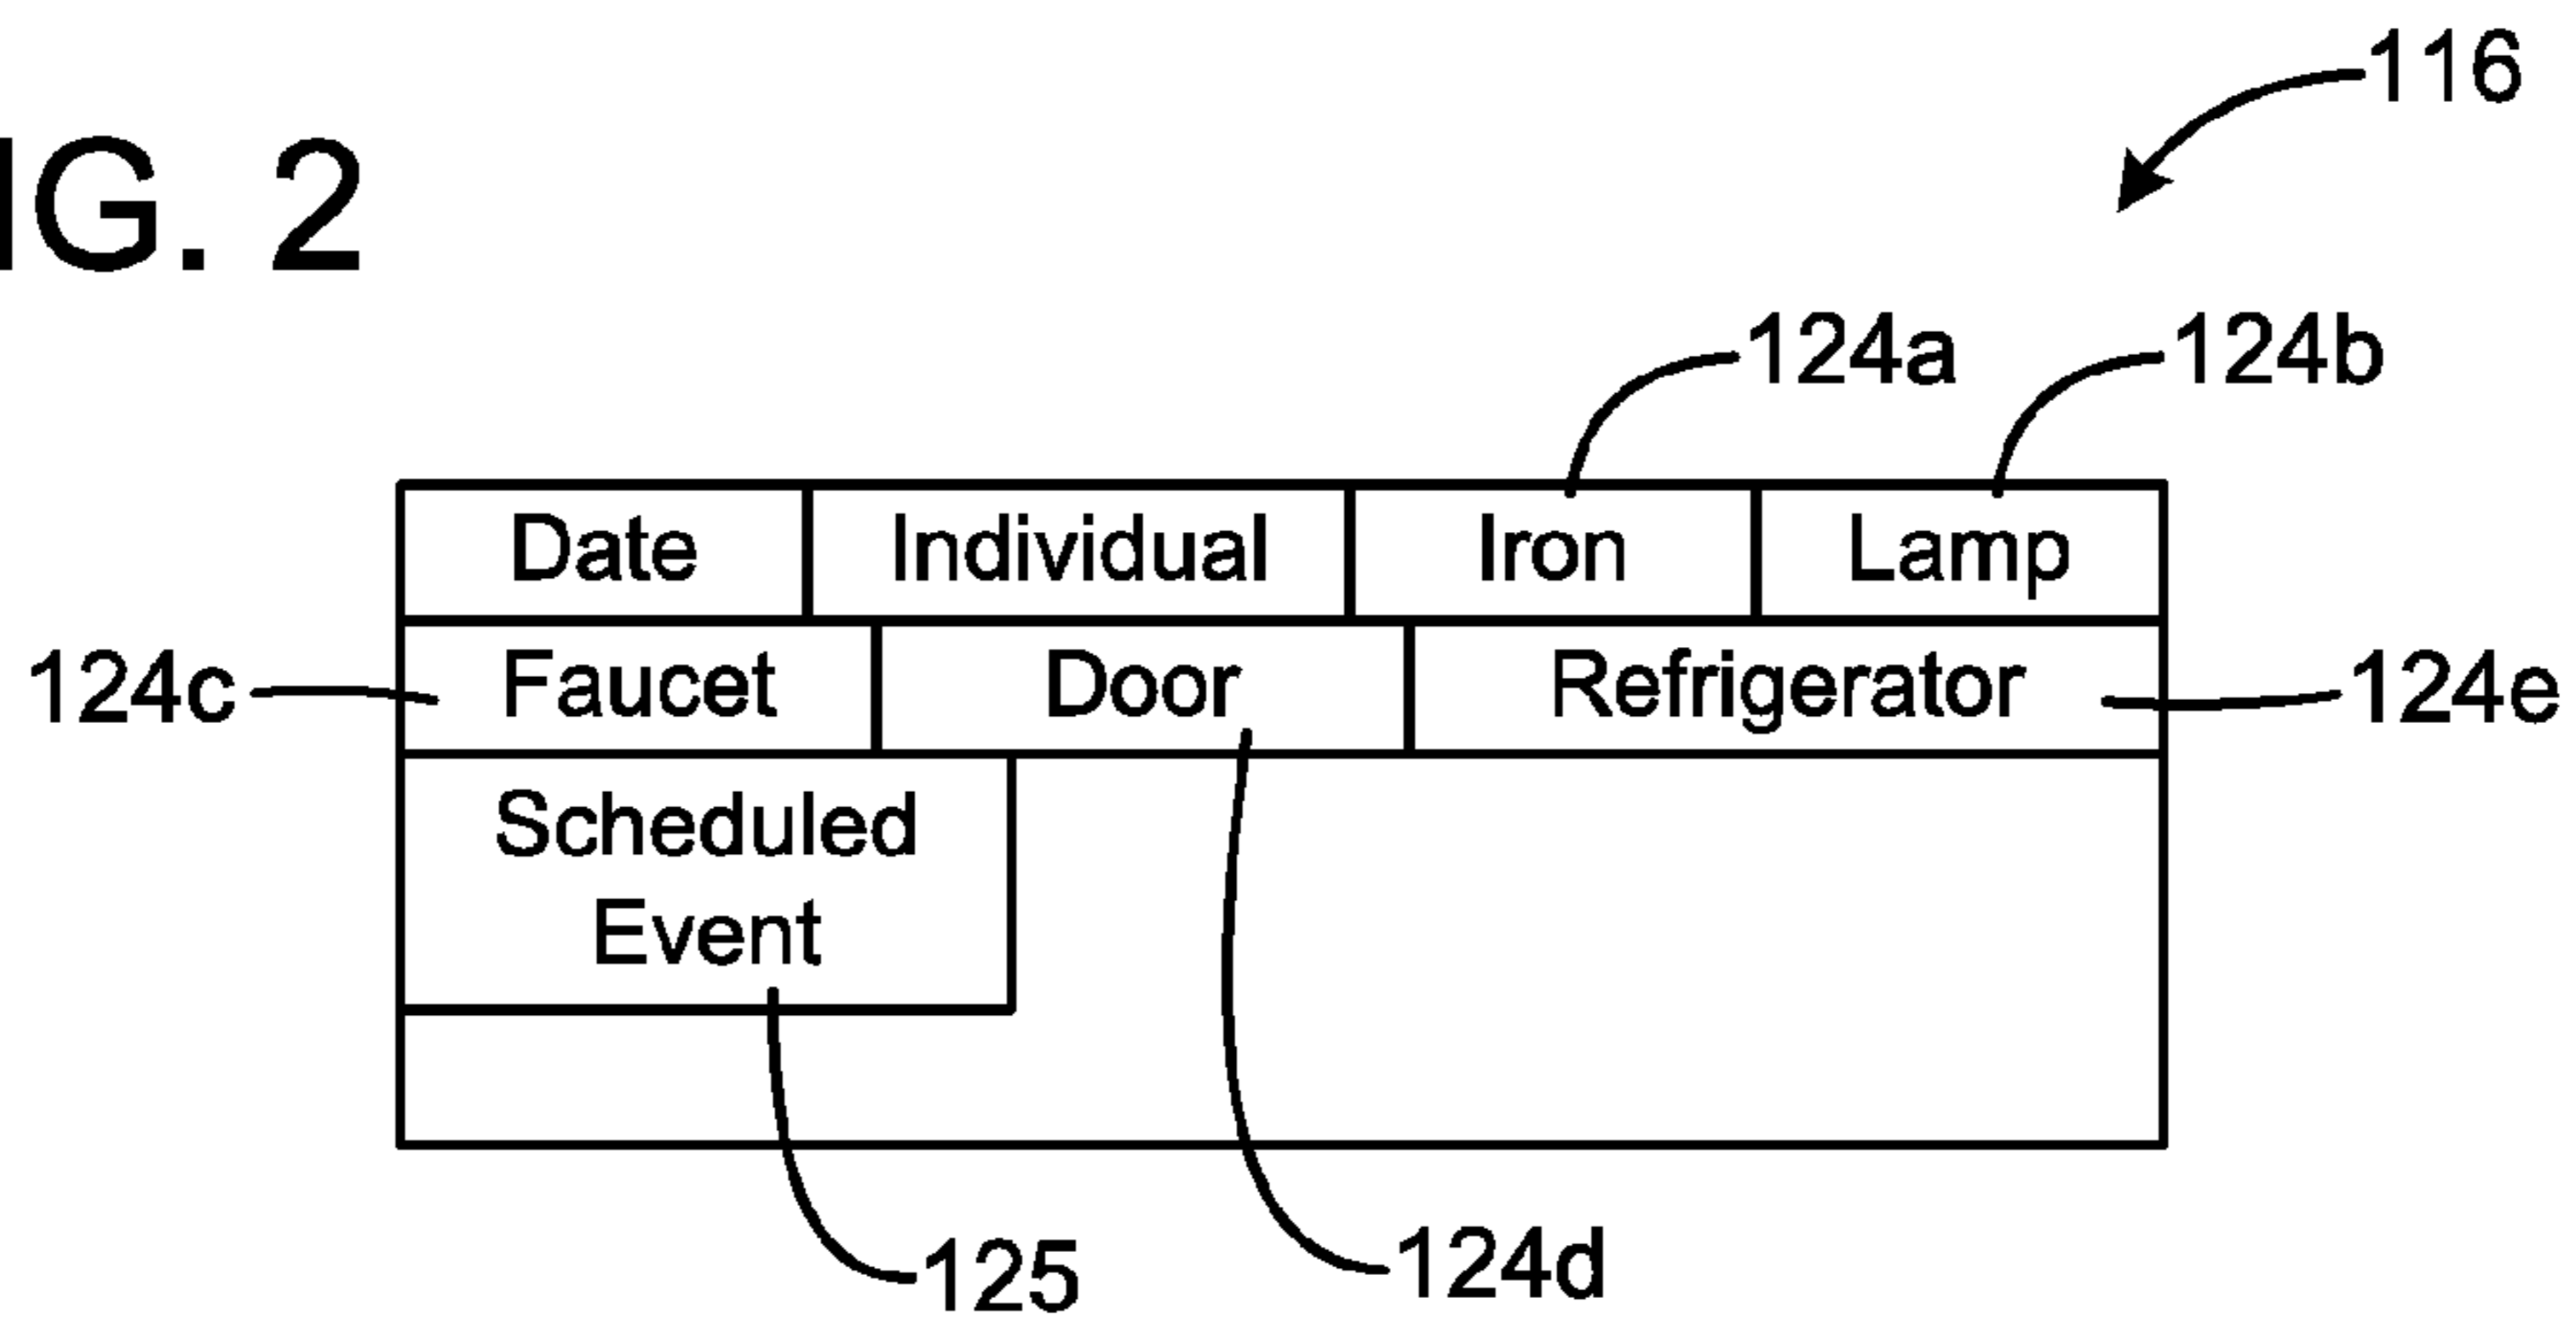 116
IG. 2
124a 124b
Date Individual Iron Lamp
124c Faucet Door Refrigerator 124e
Scheduled
Event
125 124d